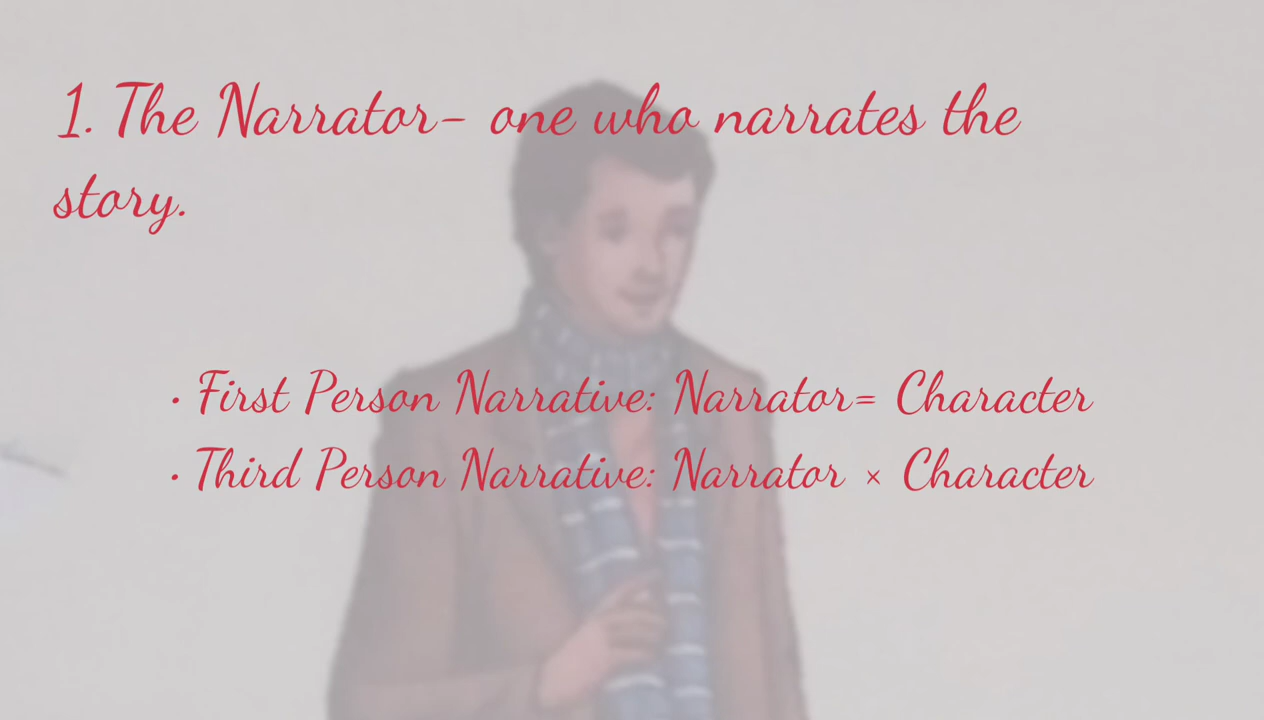 1. The Narrator- one who narrates the
story.
• First Person Narrative: Narrator= Character
• Third Person Narrative: Narrator × Character